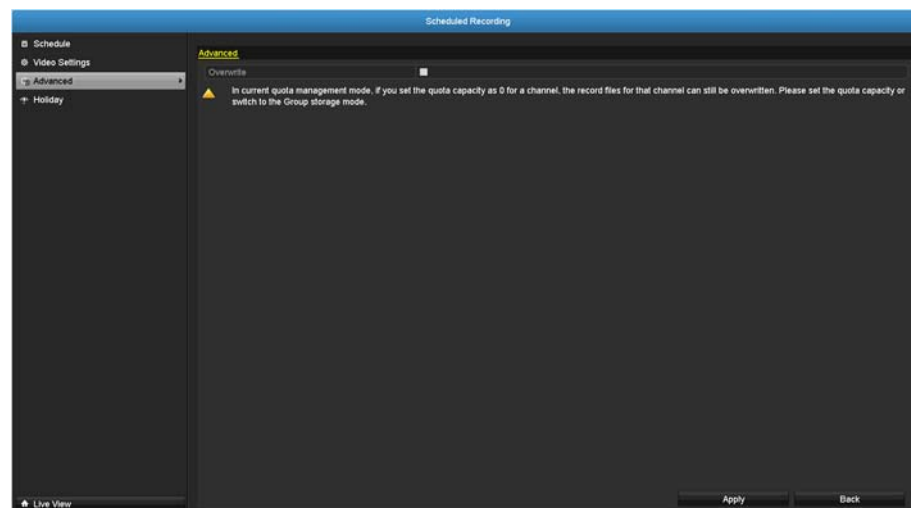 Scheduled Recording
Schedule
Video Settings
Advanced
Holiday
Advanced
Overwrite
In current quota management mode, if you set the quota capacity as 0 for a channel, the record files for that channel can still be overwritten. Please set the quota capacity or
switch to the Group storage mode.
Live View
Apply
Back